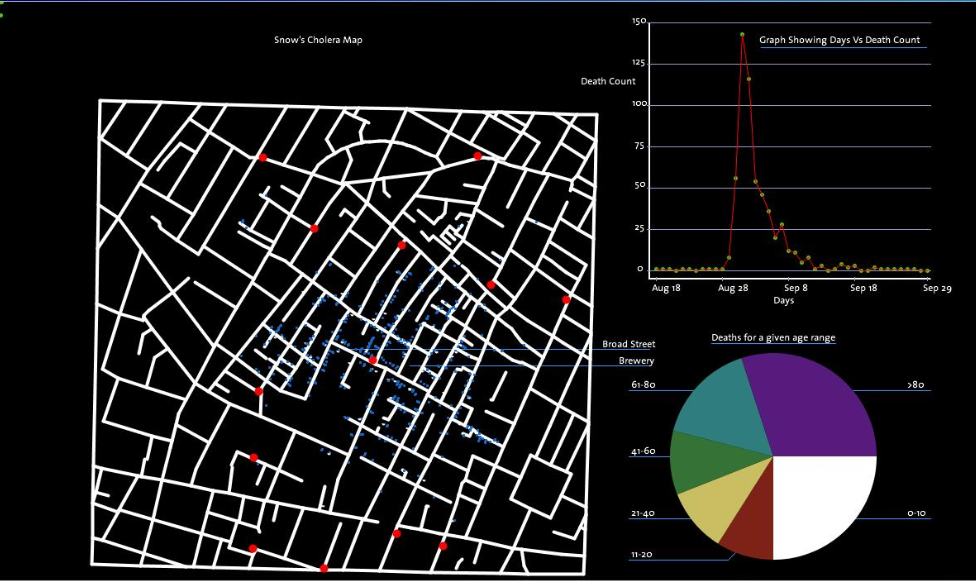 Snow's Cholera Map
Graph Showing Days Vs Death Count
Death Count
150
125
100
75
50
25
0
Aug 18
Aug 28
Sep 8
Sep 18
Sep 29
Days
Broad Street
Brewery
Deaths for a given age range
61-80
>80
41-60
21-40
0-10
11-20